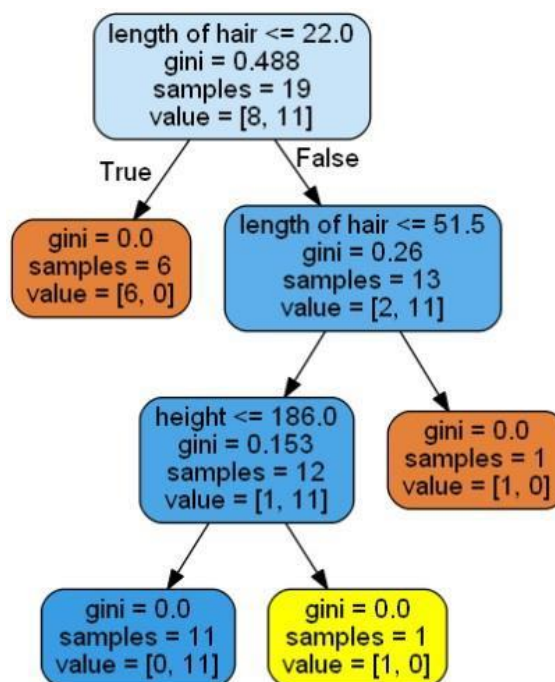 length of hair <= 22.0
gini = 0.488
samples = 19
value = [8, 11]
True
False
gini = 0.0
samples = 6
value = [6, 0]
length of hair <= 51.5
gini = 0.26
samples = 13
value = [2, 11]
height <= 186.0
gini = 0.153
samples = 12
value = [1, 11]
gini = 0.0
samples = 1
value = [1, 0]
gini = 0.0
samples = 11
value = [0, 11]
gini = 0.0
samples = 1
value = [1, 0]